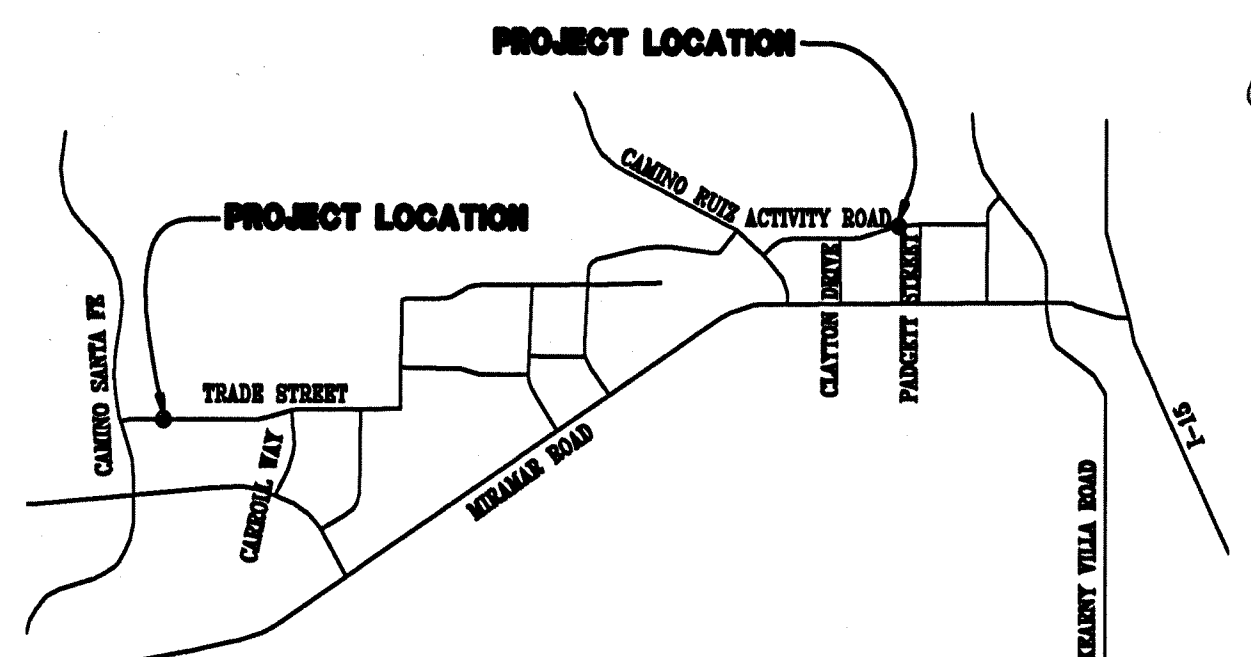 PROJECT LOCATION
CAMINO RUIZ
ACTIVITY ROAD
PROJECT LOCATION
CAMINO SANTA FE
CLAYTON DRIVE
PADGETT STREET
TRADE STREET
CARROLL WAY
MIRAMAR ROAD
I-15
KEARNY VILLA ROAD